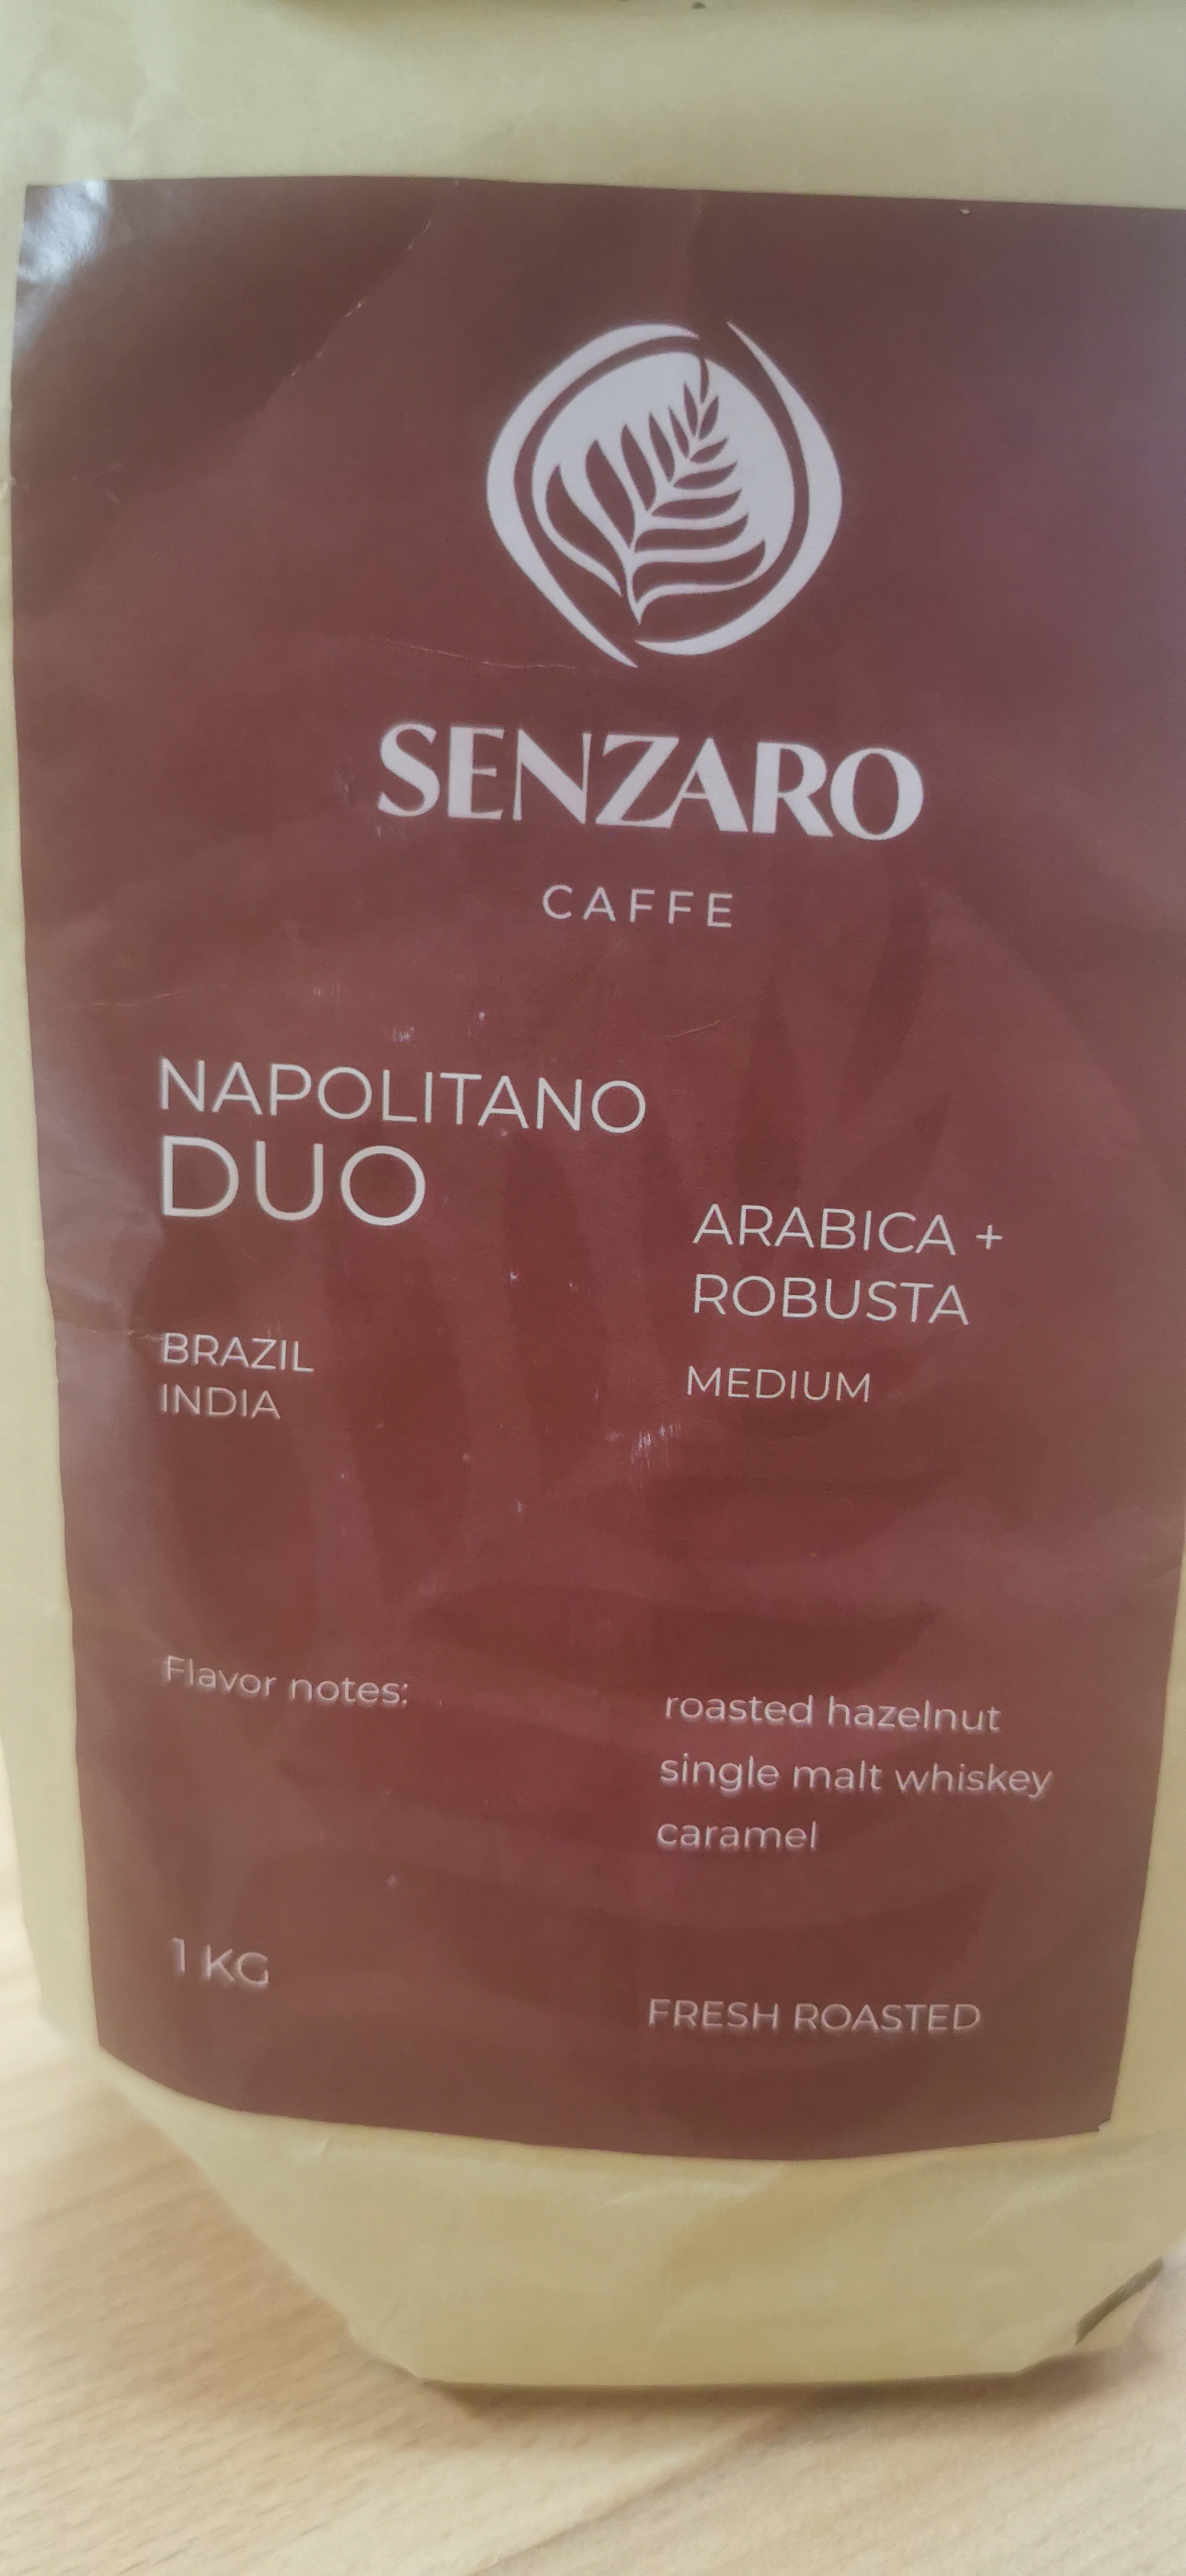 SENZARO
CAFFE
NAPOLITANO
DUO
ARABICA +
ROBUSTA
BRAZIL
INDIA
MEDIUM
Flavor notes:
roasted hazelnut
single malt whiskey
caramel
1 KG
FRESH ROASTED